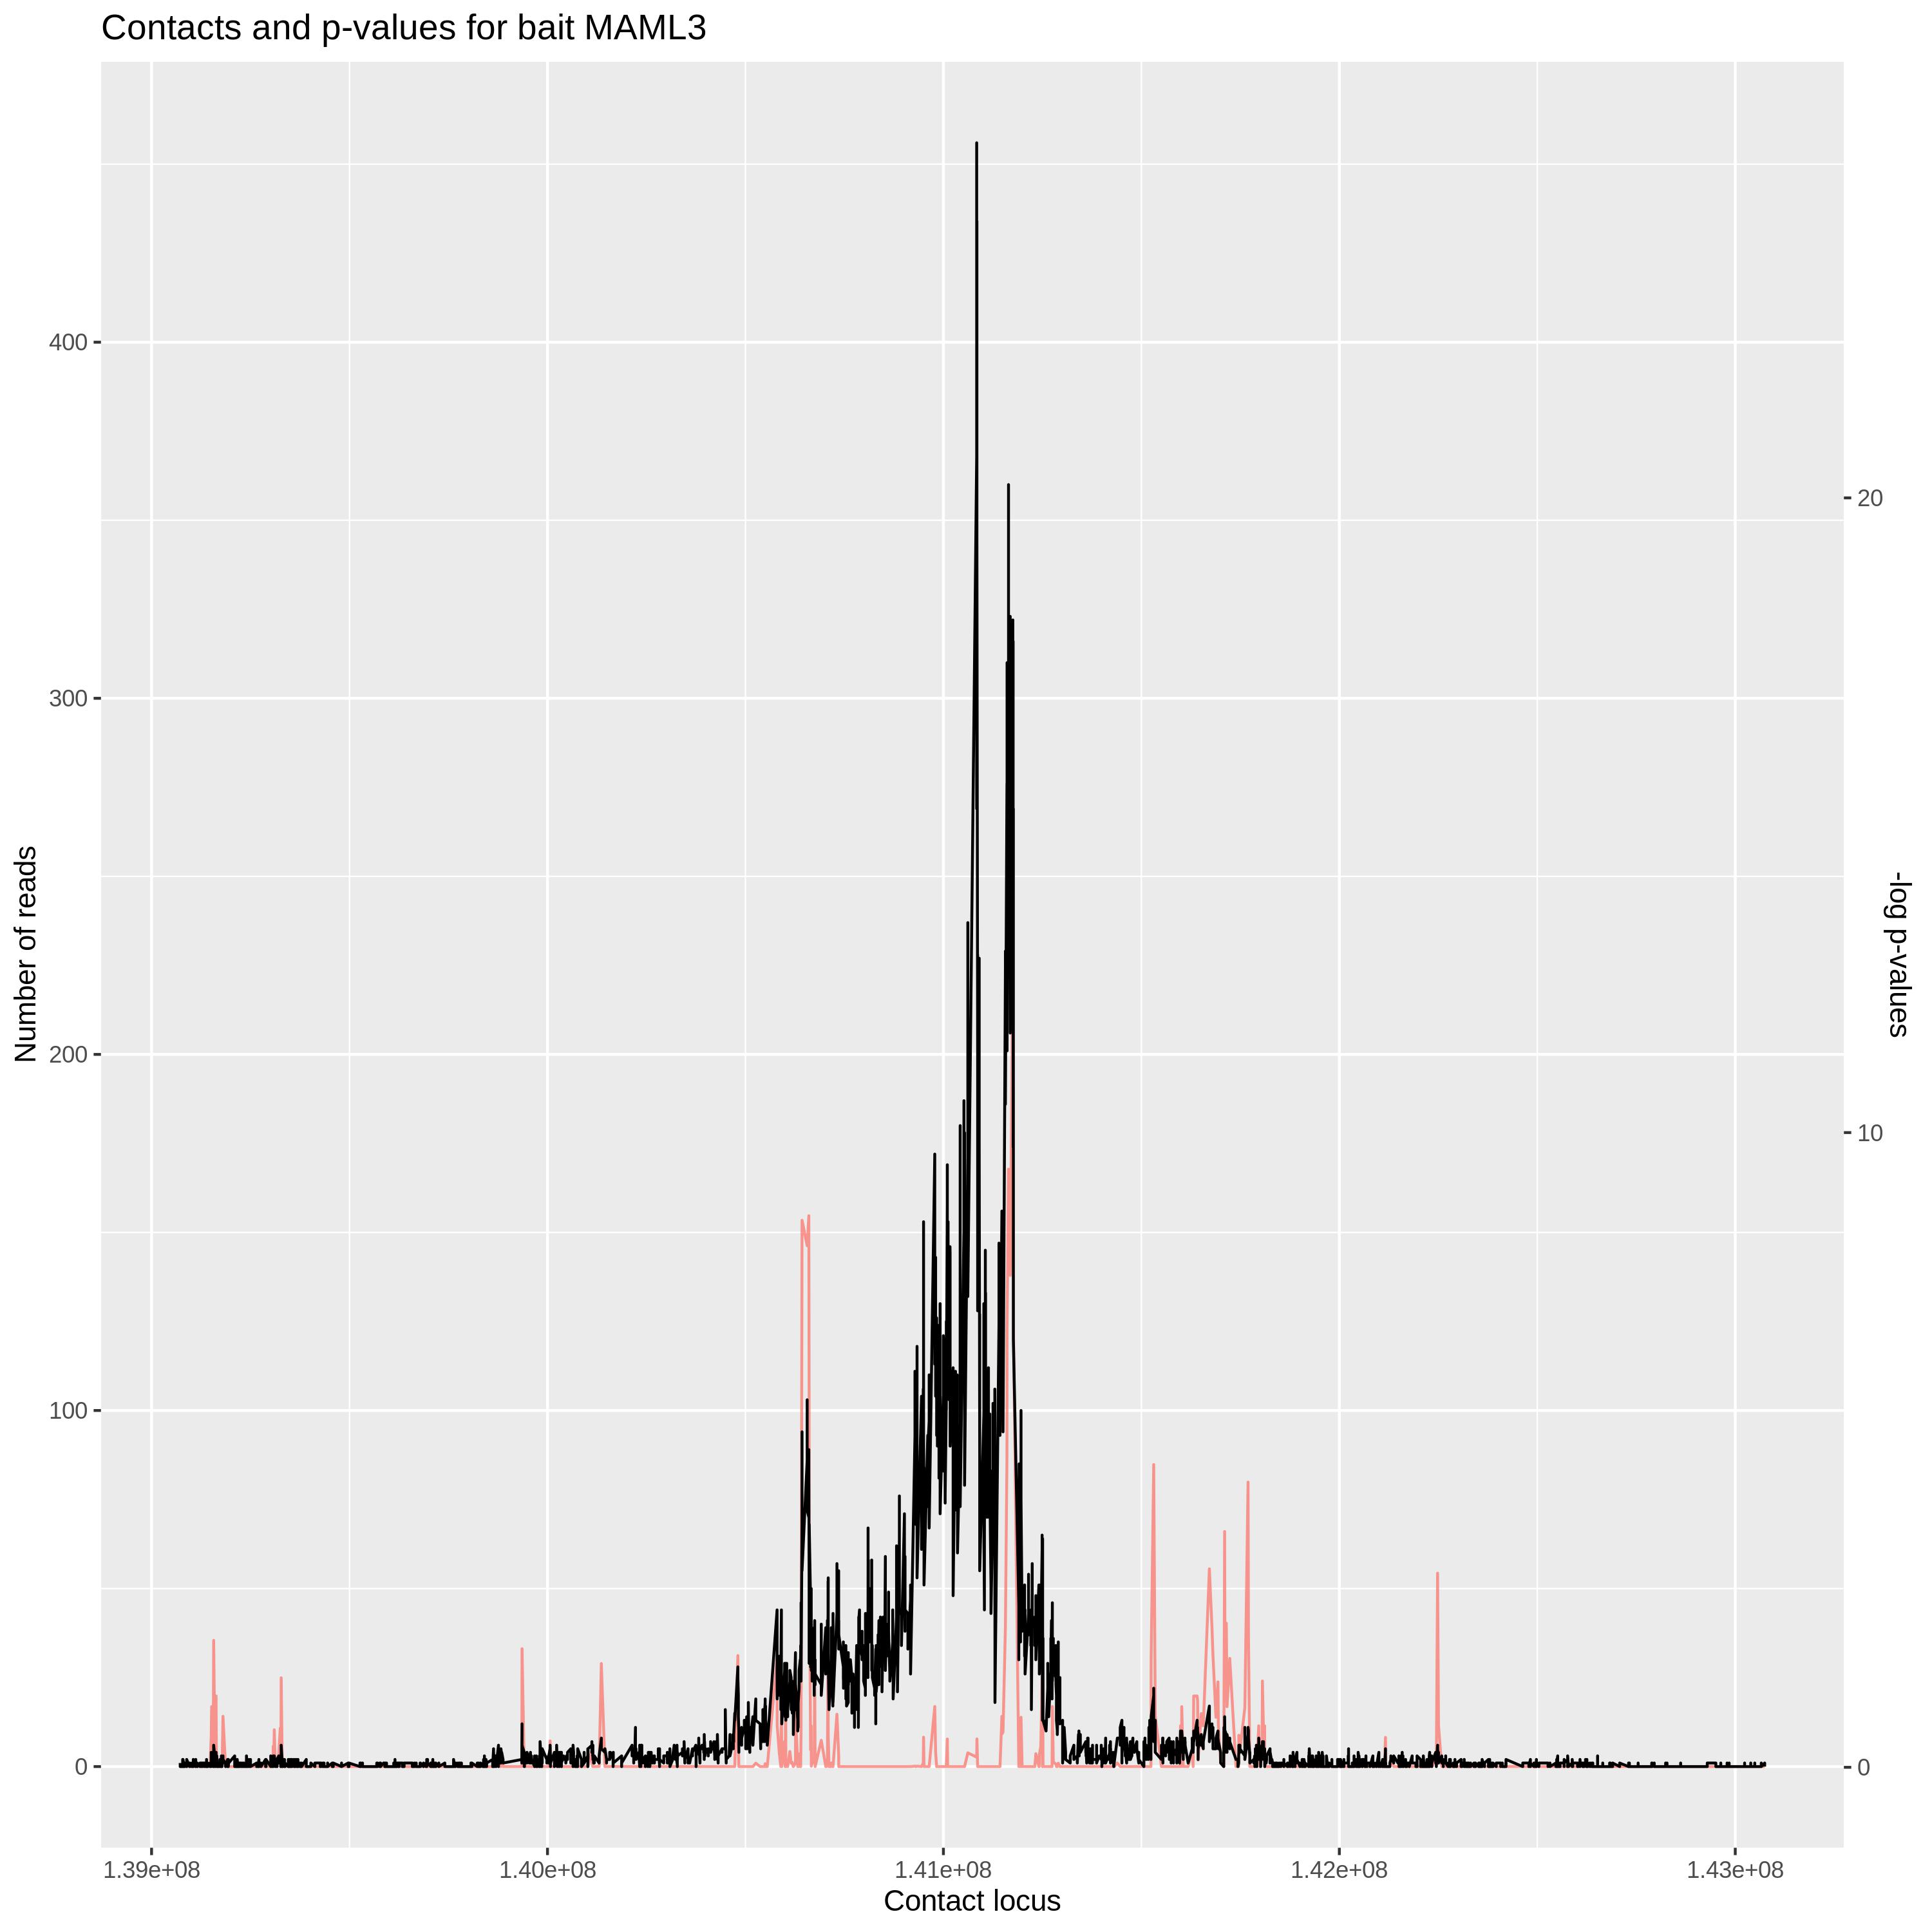 Contacts and p-values for bait MAML3
Number of reads
400
300
200
100
0
20
10
0
-log p-values
1.39e+08
1.40e+08
1.41e+08
1.42e+08
1.43e+08
Contact locus